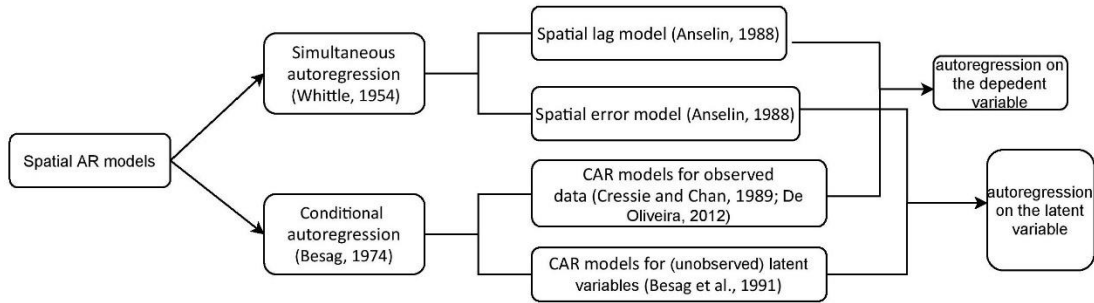 Spatial AR models
Simultaneous
autoregression
(Whittle, 1954)
Conditional
autoregression
(Besag, 1974)
Spatial lag model (Anselin, 1988)
Spatial error model (Anselin, 1988)
CAR models for observed
data (Cressie and Chan, 1989; De
Oliveira, 2012)
CAR models for (unobserved) latent
variables (Besag et al., 1991)
autoregression on
the depedent
variable
autoregression
on the latent
variable